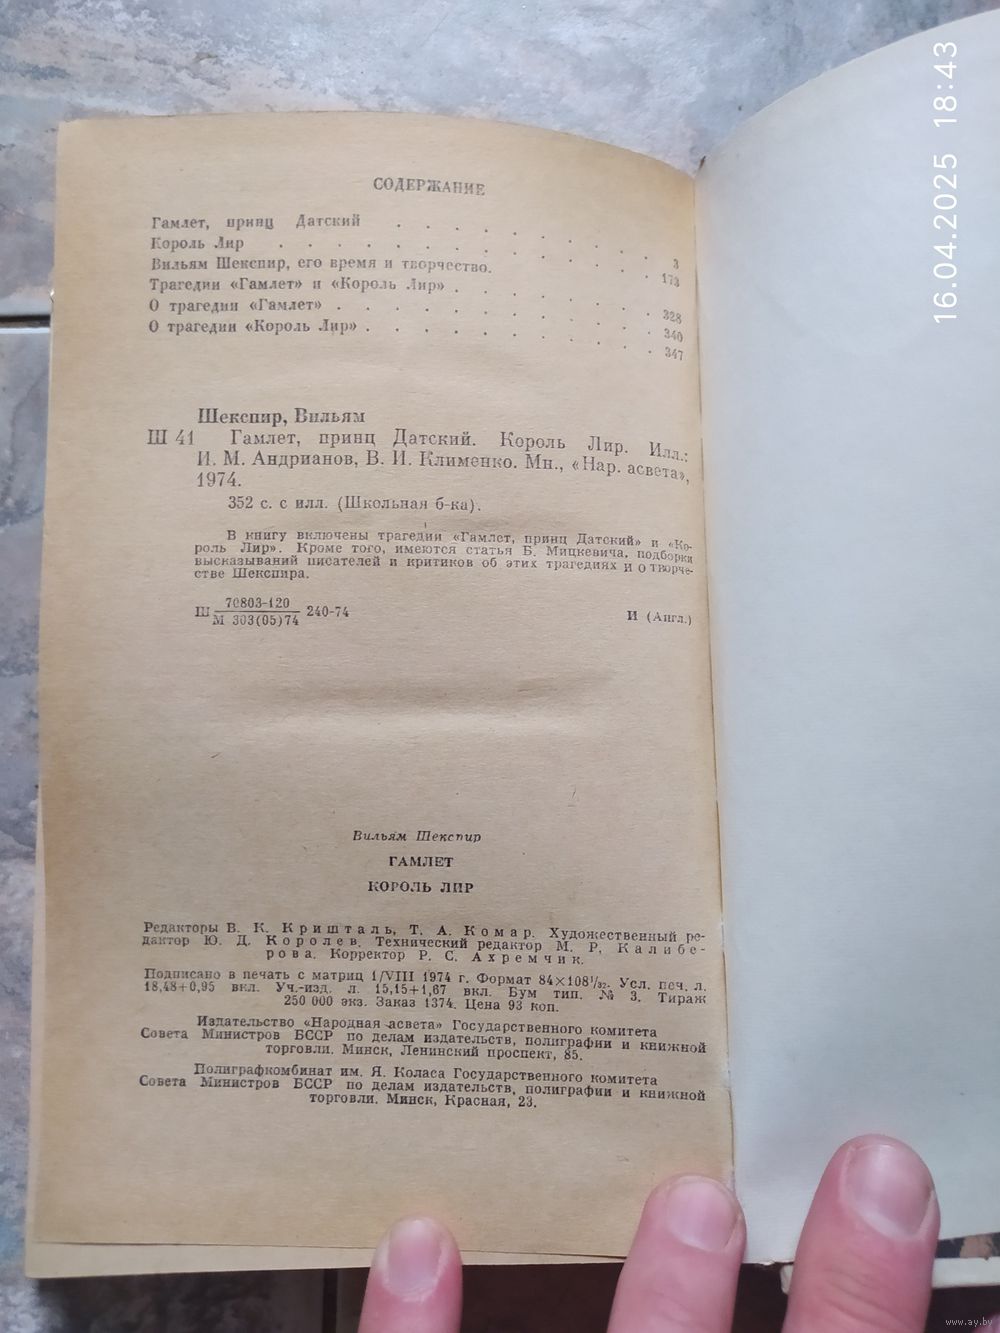 СОДЕРЖАНИЕ
Гамлет, принц Датский . . . . . . . . . 3
Король Лир . . . . . . . . . . . . 173
Вильям Шекспир, его время и творчество.
Трагедии «Гамлет» и «Король Лир» . . . . . . . 328
О трагедии «Гамлет» . . . . . . . . . . . 340
О трагедии «Король Лир» . . . . . . . . . . 347
Шекспир, Вильям
Ш 41 Гамлет, принц Датский. Король Лир. Илл.:
И. М. Андрианов, В. И. Клименко. Мн., «Нар. асвета»,
1974.
352 с. с илл. (Школьная б-ка).
В книгу включены трагедии «Гамлет, принц Датский» и «Ко-
роль Лир». Кроме того, имеются статья Б. Мицкевича, подборки
высказываний писателей и критиков об этих трагедиях и о творче-
стве Шекспира.
Ш 70803-120 240-74 И (Англ.)
М 303(05)74
Вильям Шекспир
ГАМЛЕТ
КОРОЛЬ ЛИР
Редакторы В. К. Кришталь, Т. А. Комар. Художественный ре-
дактор Ю. Д. Королев. Технический редактор М. Р. Калибе-
рова. Корректор Р. С. Ахремчик.
Подписано в печать с матриц 1/VIII 1974 г. Формат 84×108¹/₃₂. Усл. печ. л.
18,48+0,95 вкл. Уч.-изд. л. 15,15+1,67 вкл. Бум тип. № 3. Тираж
250 000 экз. Заказ 1374. Цена 93 коп.
Издательство «Народная асвета» Государственного комитета
Совета Министров БССР по делам издательств, полиграфии и книжной
торговли. Минск, Ленинский проспект, 85.
Полиграфкомбинат им. Я. Коласа Государственного комитета
Совета Министров БССР по делам издательств, полиграфии и книжной
торговли. Минск, Красная, 23.
16.04.2025 18:43
www.ay.by